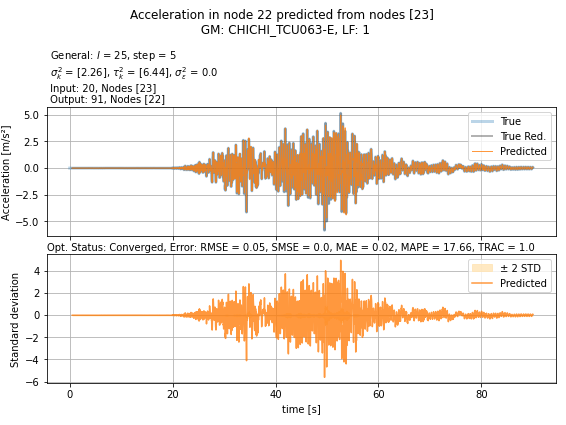 Acceleration in node 22 predicted from nodes [23]
GM: CHICHI_TCU063-E, LF: 1
General: l = 25, step = 5
σ²ₖ = [2.26], τ²ₖ = [6.44], σ²ε = 0.0
Input: 20, Nodes [23]
Output: 91, Nodes [22]
Acceleration [m/s²]
5.0
2.5
0.0
−2.5
−5.0
True
True Red.
Predicted
Opt. Status: Converged, Error: RMSE = 0.05, SMSE = 0.0, MAE = 0.02, MAPE = 17.66, TRAC = 1.0
Standard deviation
4
2
0
−2
−4
−6
± 2 STD
Predicted
0
20
40
60
80
time [s]